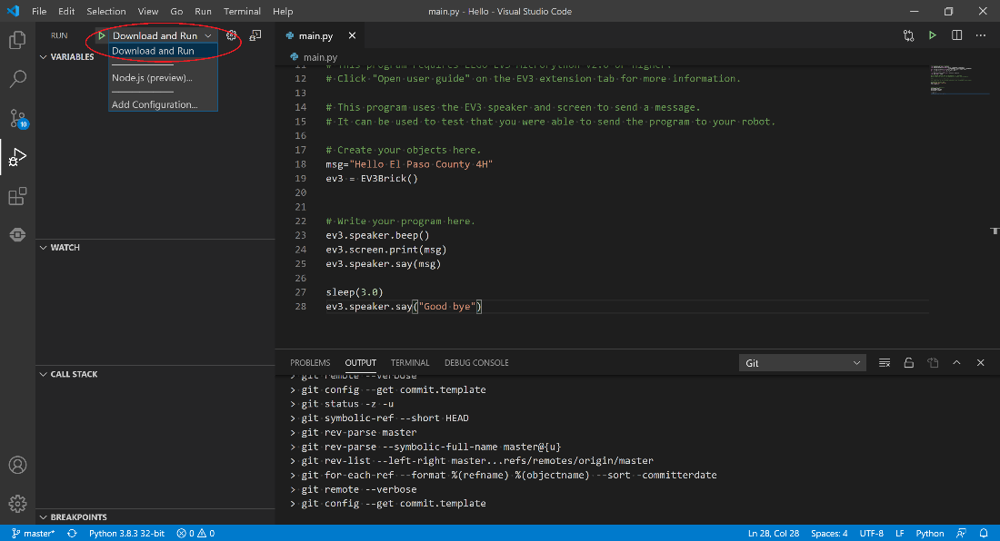 File Edit Selection View Go Run Terminal Help main.py - Hello - Visual Studio Code
RUN Download and Run
Download and Run
Node.js (preview)...
Add Configuration...
VARIABLES
WATCH
CALL STACK
BREAKPOINTS
10
main.py
main.py
11 # This program requires LEGO EV3 MicroPython v2.0 or higher.
12 # Click "Open user guide" on the EV3 extension tab for more information.
13
14 # This program uses the EV3 speaker and screen to send a message.
15 # It can be used to test that you were able to send the program to your robot.
16
17 # Create your objects here.
18 msg="Hello El Paso County 4H"
19 ev3 = EV3Brick()
20
21
22 # Write your program here.
23 ev3.speaker.beep()
24 ev3.screen.print(msg)
25 ev3.speaker.say(msg)
26
27 sleep(3.0)
28 ev3.speaker.say("Good bye")
PROBLEMS OUTPUT TERMINAL DEBUG CONSOLE Git
> git remote --verbose
> git config --get commit.template
> git status -z -u
> git symbolic-ref --short HEAD
> git rev-parse master
> git rev-parse --symbolic-full-name master@{u}
> git rev-list --left-right master...refs/remotes/origin/master
> git for-each-ref --format %(refname) %(objectname) --sort -committerdate
> git remote --verbose
> git config --get commit.template
master* Python 3.8.3 32-bit 0 0 Ln 28, Col 28 Spaces: 4 UTF-8 LF Python